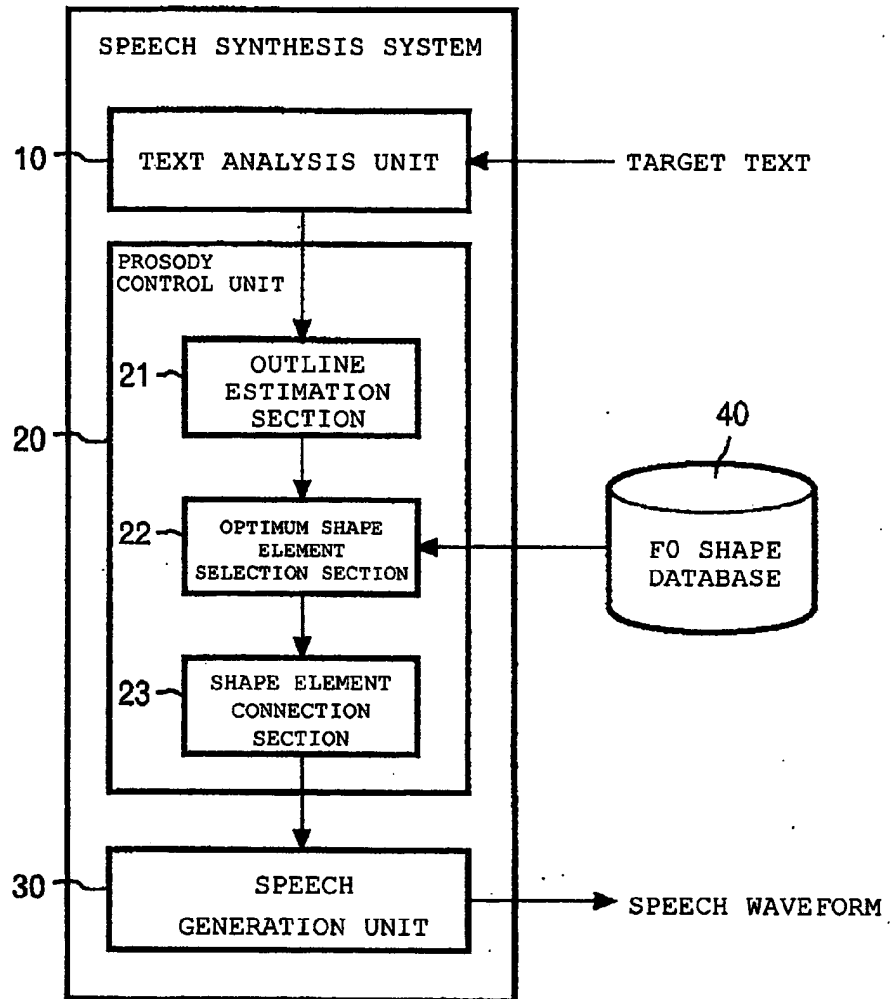 SPEECH SYNTHESIS SYSTEM
10
TEXT ANALYSIS UNIT
TARGET TEXT
PROSODY
CONTROL UNIT
21
OUTLINE
ESTIMATION
SECTION
20
40
22
OPTIMUM SHAPE
ELEMENT
SELECTION SECTION
F0 SHAPE
DATABASE
23
SHAPE ELEMENT
CONNECTION
SECTION
30
SPEECH
GENERATION UNIT
SPEECH WAVEFORM